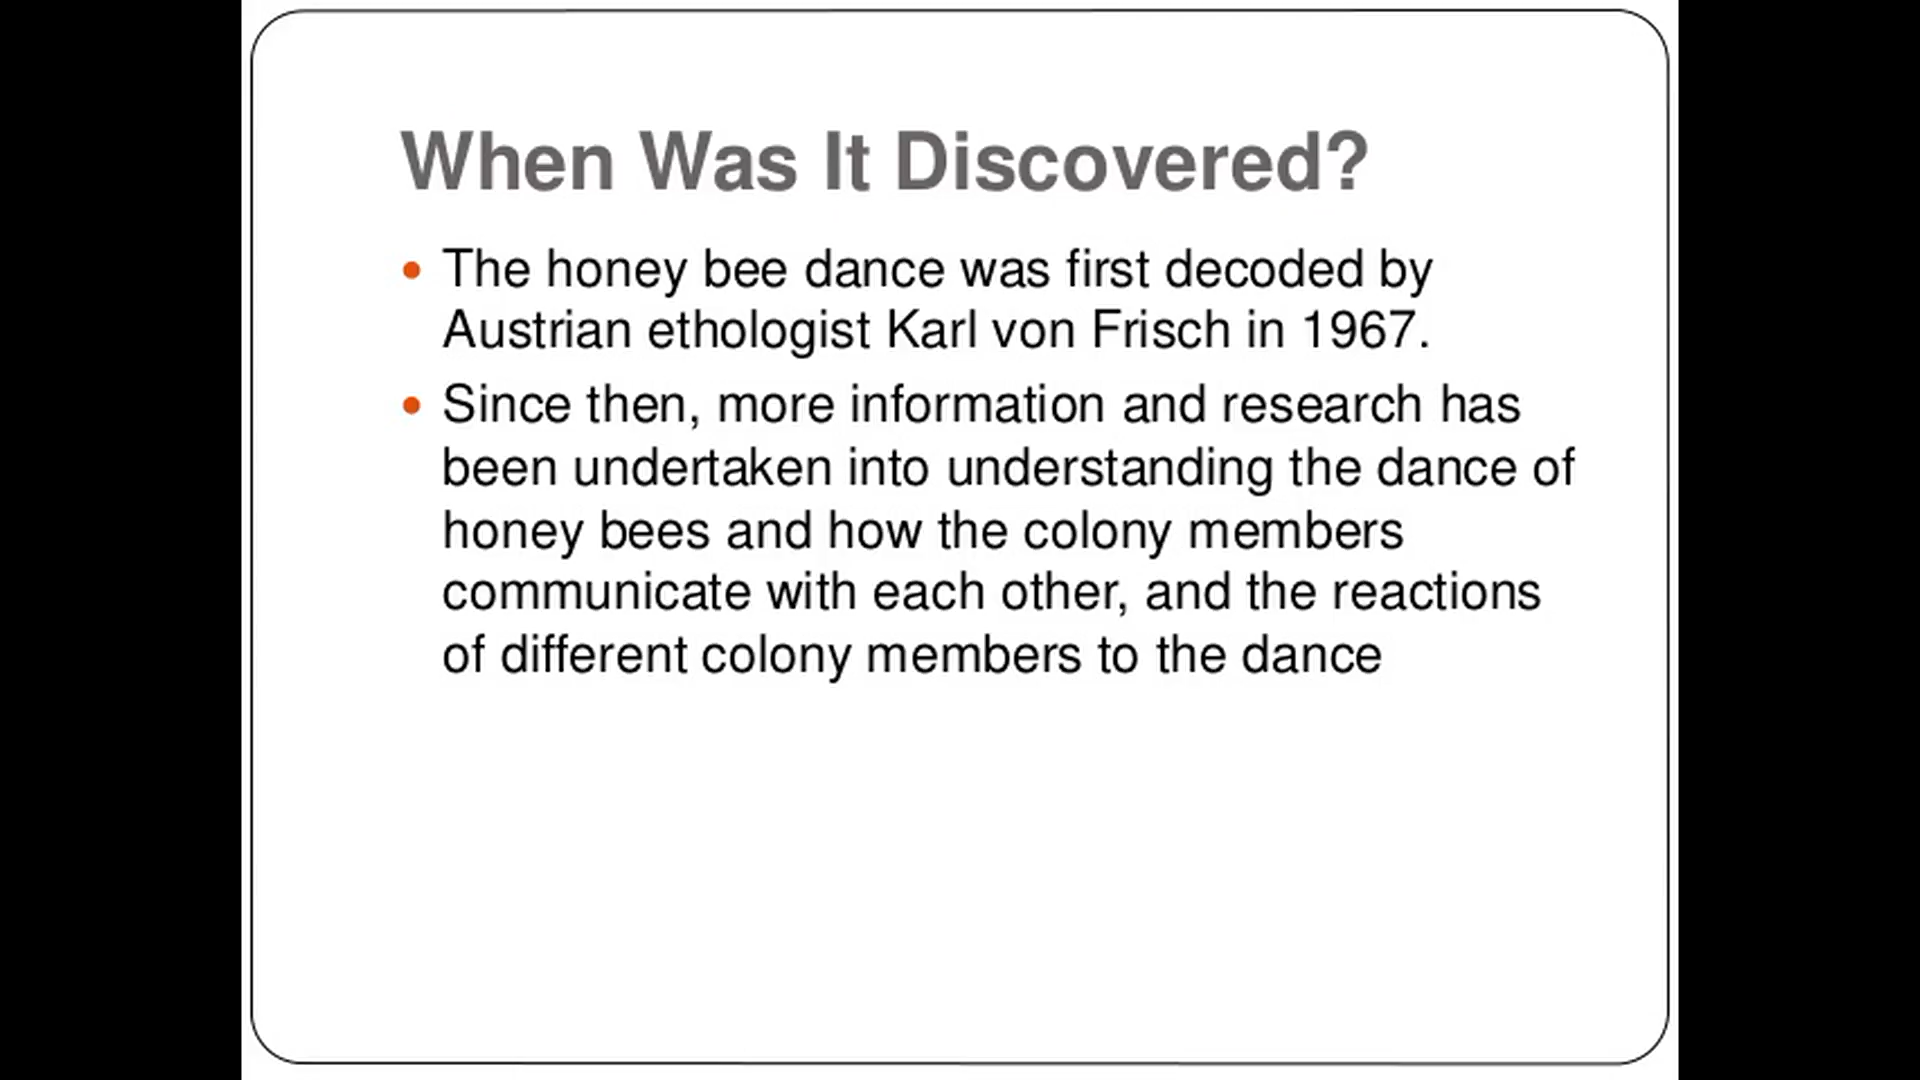 When Was It Discovered?
• The honey bee dance was first decoded by
Austrian ethologist Karl von Frisch in 1967.
• Since then, more information and research has
been undertaken into understanding the dance of
honey bees and how the colony members
communicate with each other, and the reactions
of different colony members to the dance